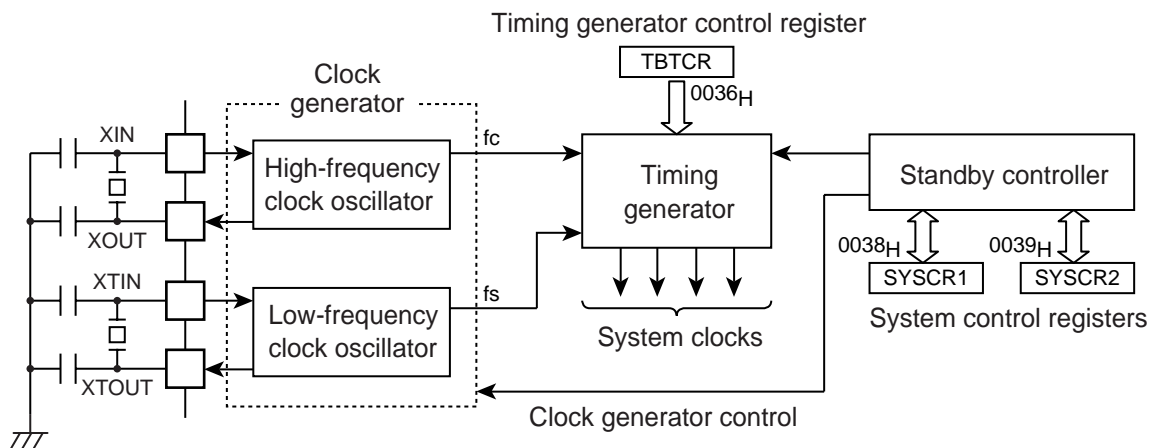 Timing generator control register
TBTCR
0036H
Clock
generator
XIN
XOUT
High-frequency
clock oscillator
fc
Timing
generator
Standby controller
0038H
0039H
SYSCR1
SYSCR2
System control registers
XTIN
XTOUT
Low-frequency
clock oscillator
fs
System clocks
Clock generator control